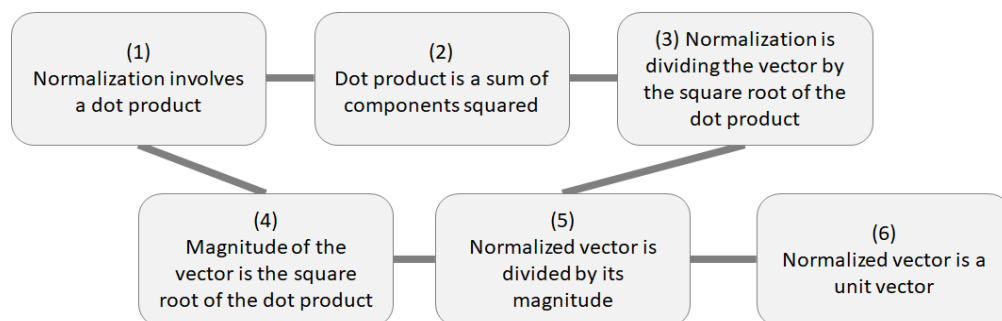 (1)
Normalization involves
a dot product
(2)
Dot product is a sum of
components squared
(3) Normalization is
dividing the vector by
the square root of the
dot product
(4)
Magnitude of the
vector is the square
root of the dot product
(5)
Normalized vector is
divided by its
magnitude
(6)
Normalized vector is a
unit vector